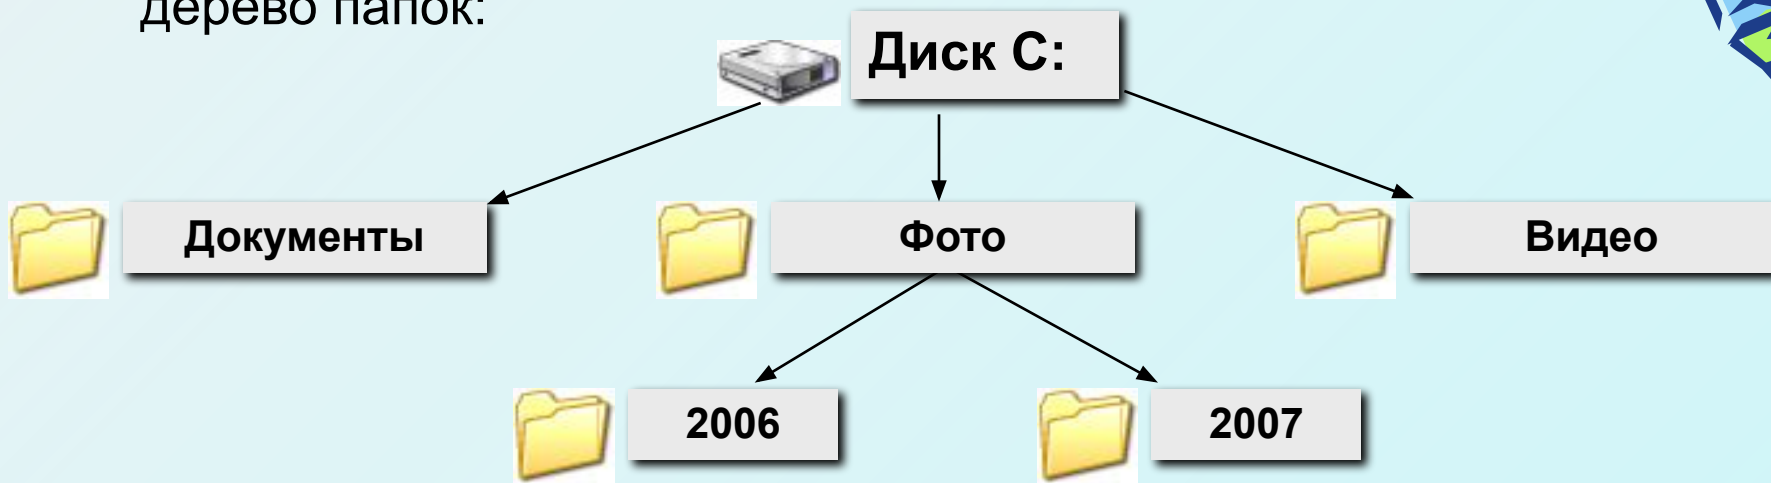 дерево папок:
Диск C:
Документы
Фото
Видео
2006
2007